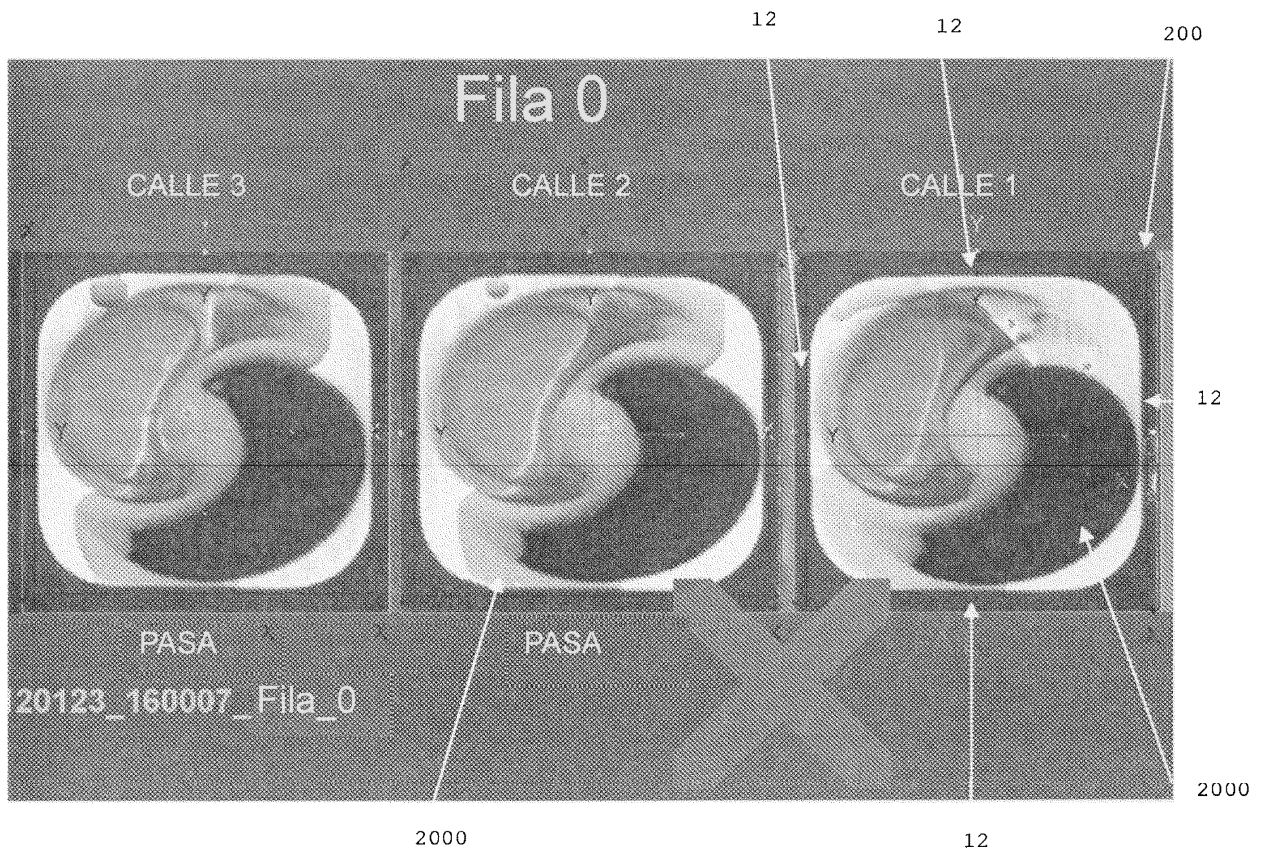 12 12 200
Fila 0
CALLE 3 CALLE 2 CALLE 1
X X X Y
Y Y Y
Y Y Y Y 12
PASA PASA
20123_160007_Fila_0
2000
2000 12